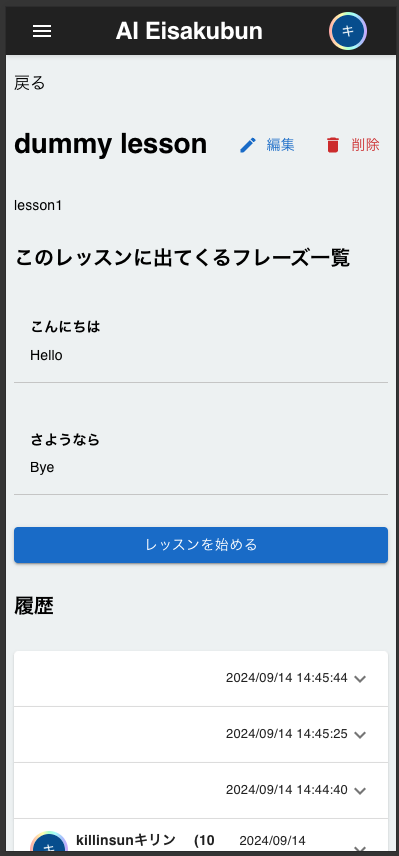 AI Eisakubun
キ
戻る
dummy lesson
編集
削除
lesson1
このレッスンに出てくるフレーズ一覧
こんにちは
Hello
さようなら
Bye
レッスンを始める
履歴
2024/09/14 14:45:44
2024/09/14 14:45:25
2024/09/14 14:44:40
キ
killinsunキリン (10
2024/09/14